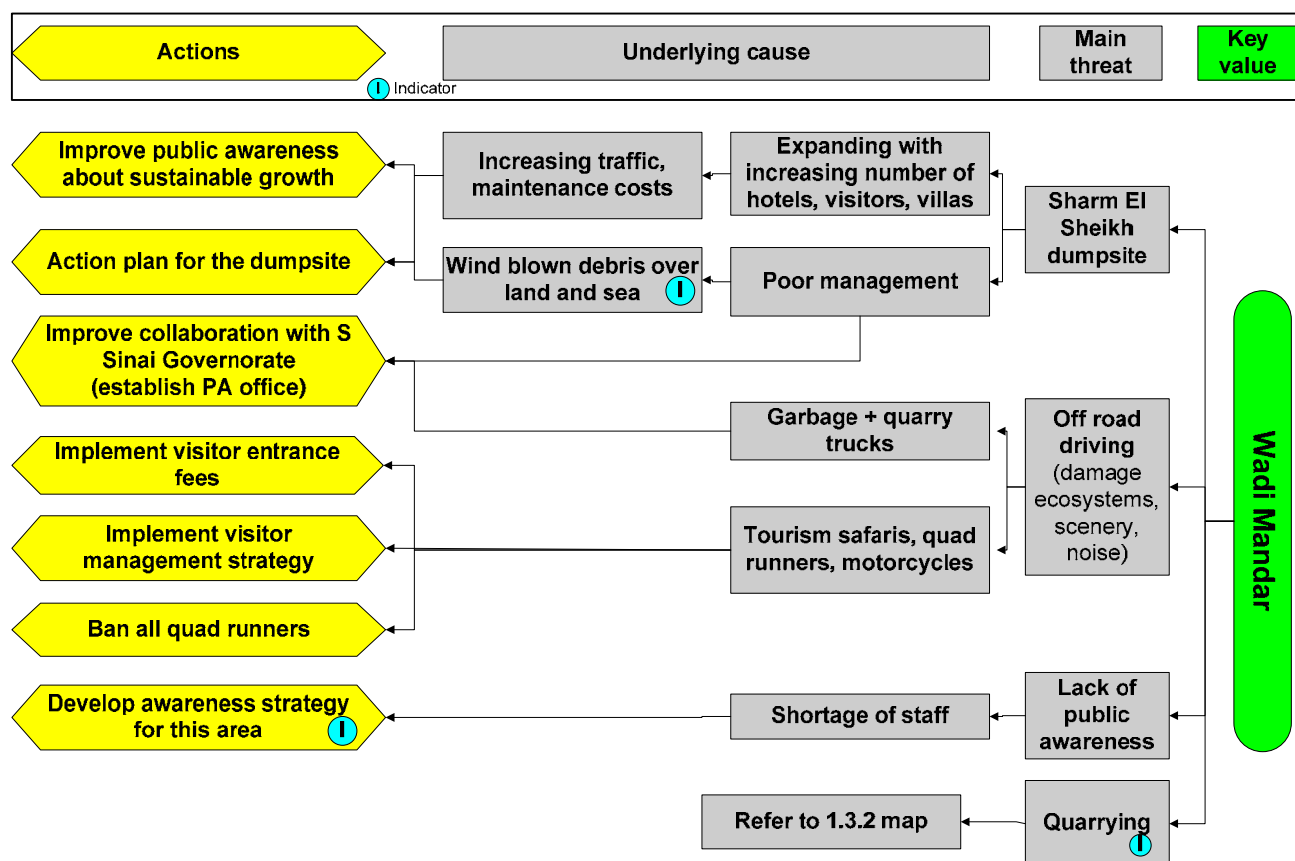 Actions
I Indicator
Underlying cause
Main
threat
Key
value
Improve public awareness
about sustainable growth
Increasing traffic,
maintenance costs
Expanding with
increasing number of
hotels, visitors, villas
Sharm El
Sheikh
dumpsite
Action plan for the dumpsite
Wind blown debris over
land and sea
I
Poor management
Improve collaboration with S
Sinai Governorate
(establish PA office)
Garbage + quarry
trucks
Off road
driving
(damage
ecosystems,
scenery,
noise)
Wadi Mandar
Implement visitor entrance
fees
Implement visitor
management strategy
Tourism safaris, quad
runners, motorcycles
Ban all quad runners
Develop awareness strategy
for this area
I
Shortage of staff
Lack of
public
awareness
Refer to 1.3.2 map
Quarrying
I